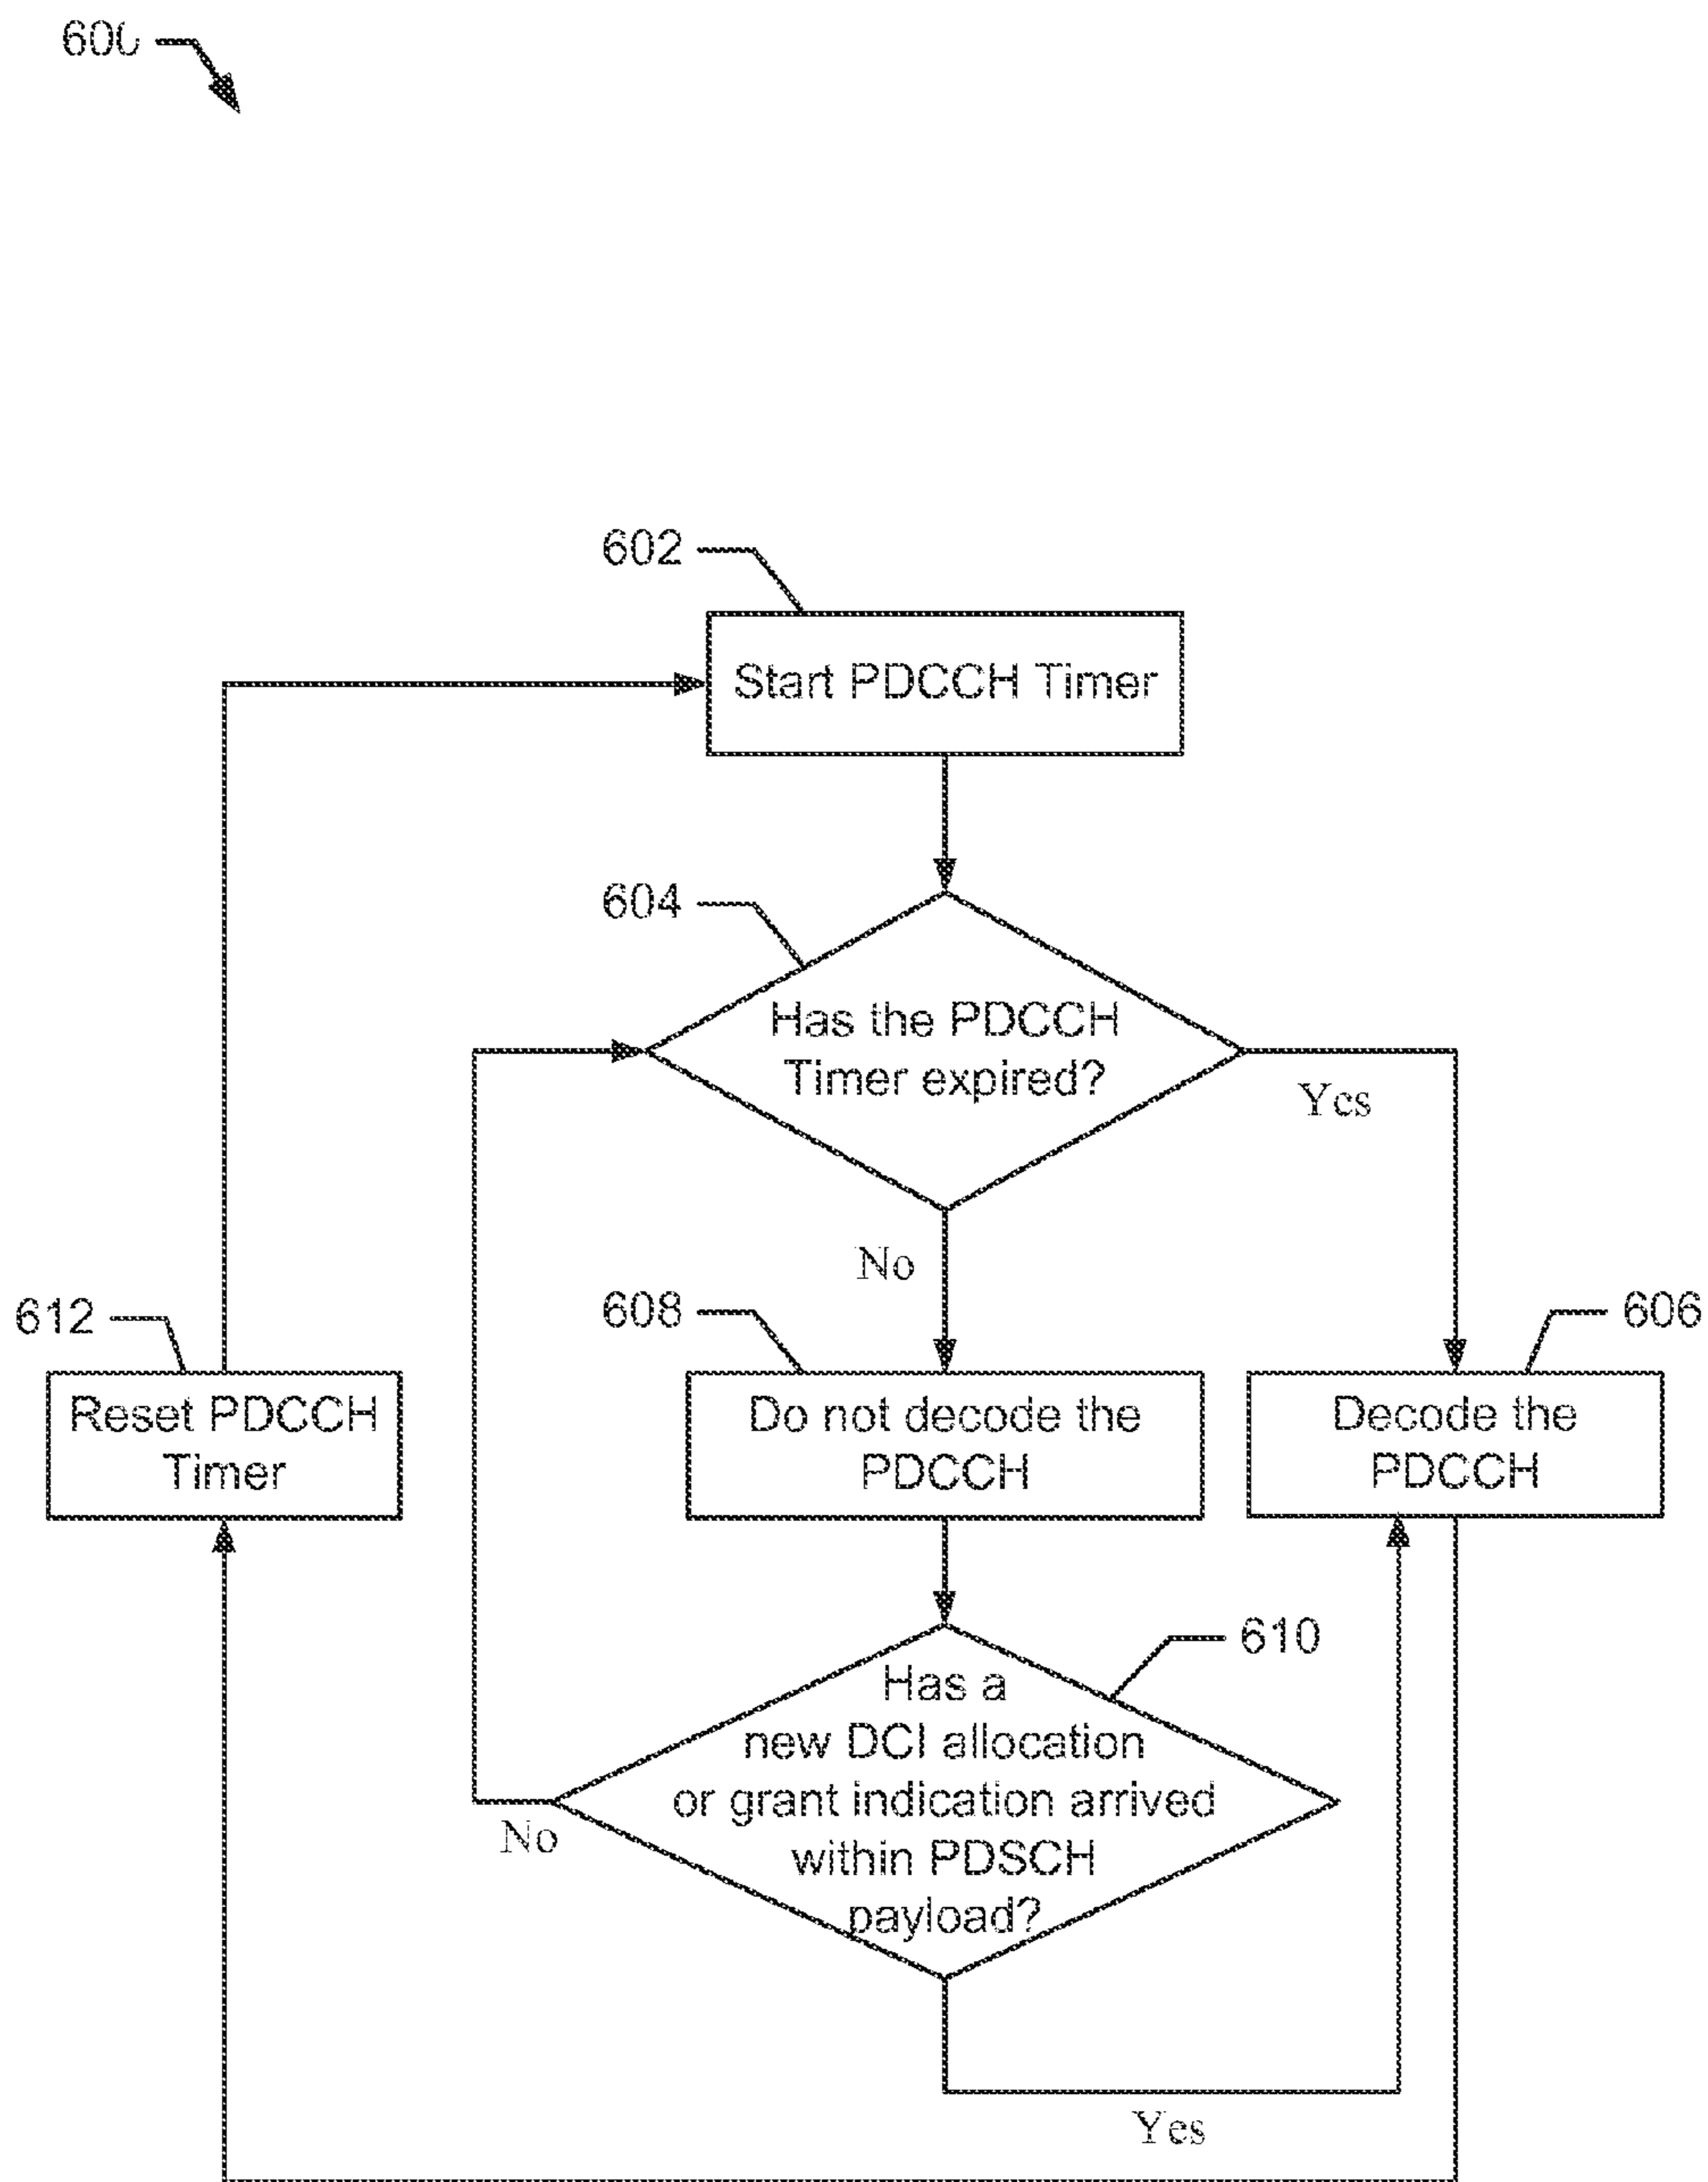 600
602
Start PDCCH Timer
604
Has the PDCCH
Timer expired?
Yes
No
612
608
606
Reset PDCCH
Timer
Do not decode the
PDCCH
Decode the
PDCCH
610
Has a
new DCI allocation
or grant indication arrived
within PDSCH
payload?
No
Yes